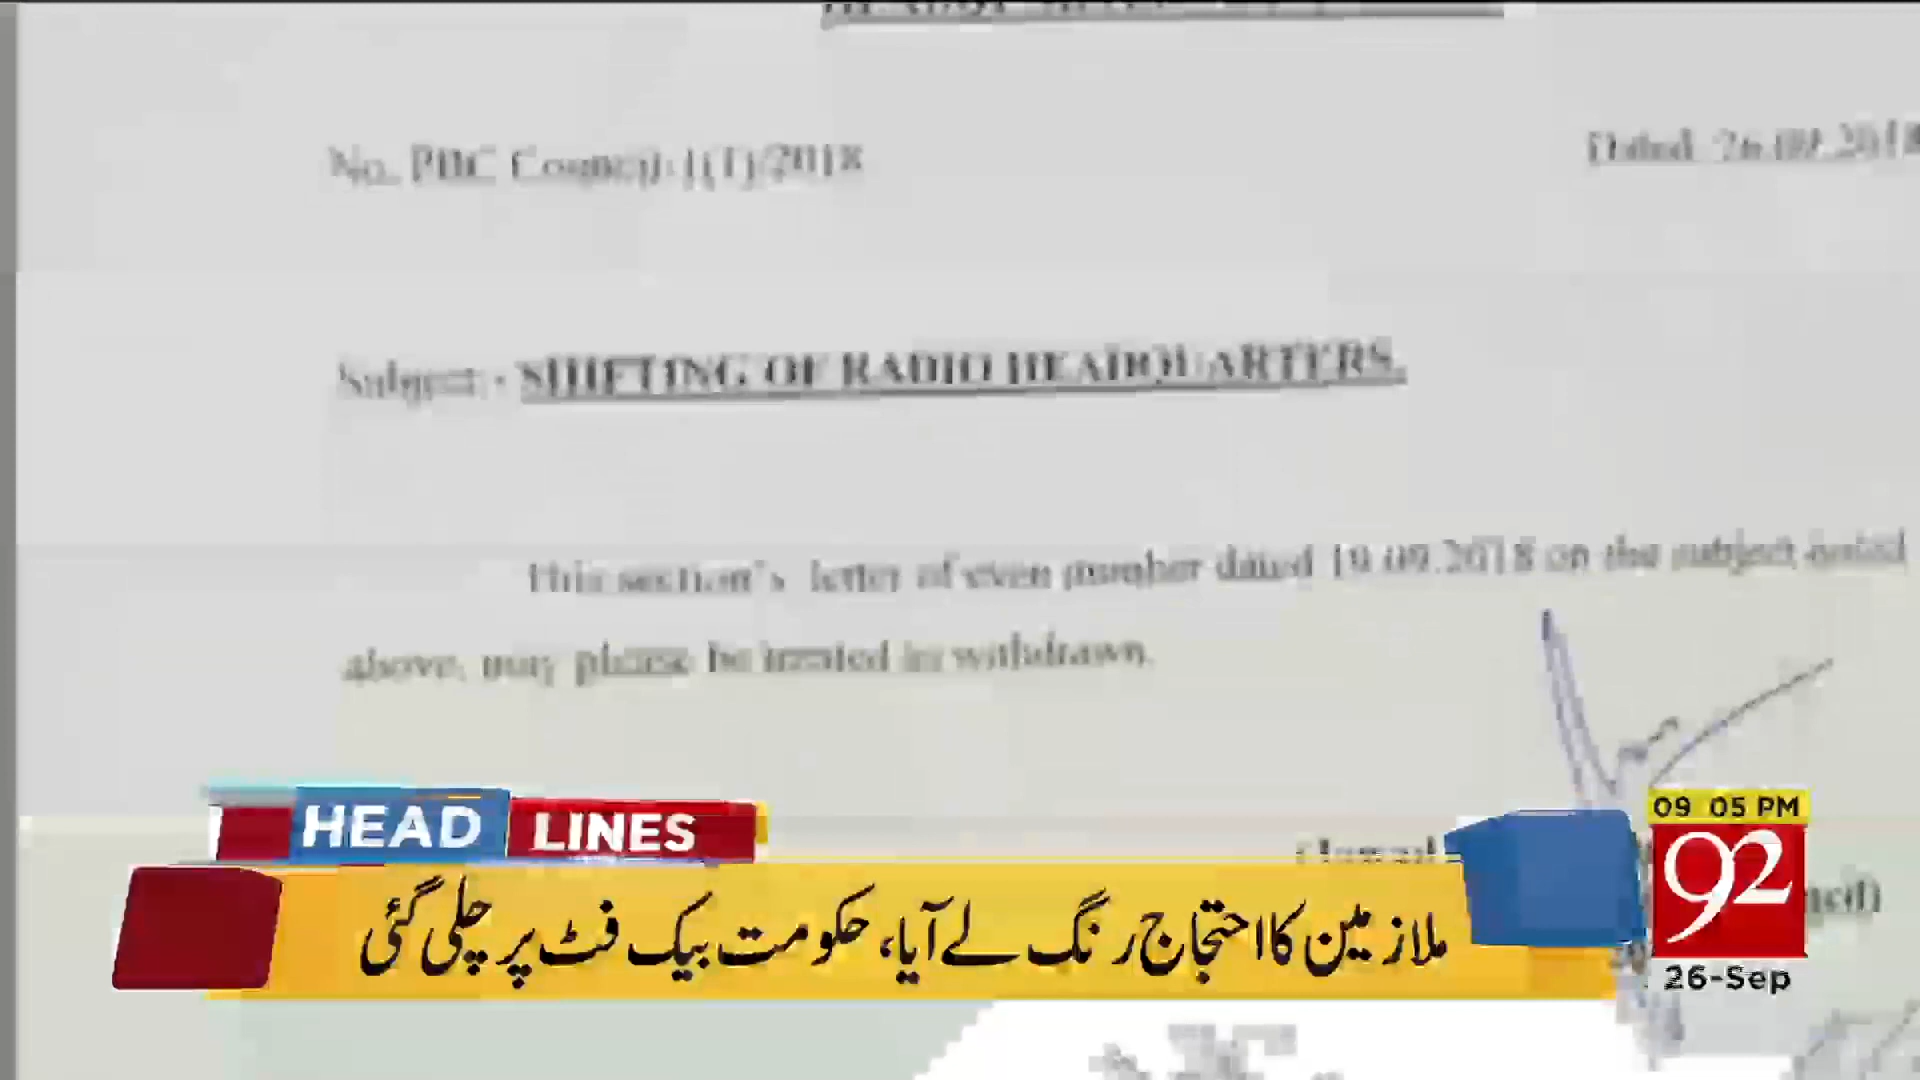 No. PBC Council-1(1)/2018
Dated 26.09.2018
Subject:- SHIFTING OF RADIO HEADQUARTERS.
This section's letter of even number dated 19.09.2018 on the subject noted
above, may please be treated as withdrawn.
HEAD LINES
09 05 PM
92
ملازمین کا احتجاج رنگ لے آیا، حکومت بیک فٹ پر چلی گئی
26-Sep